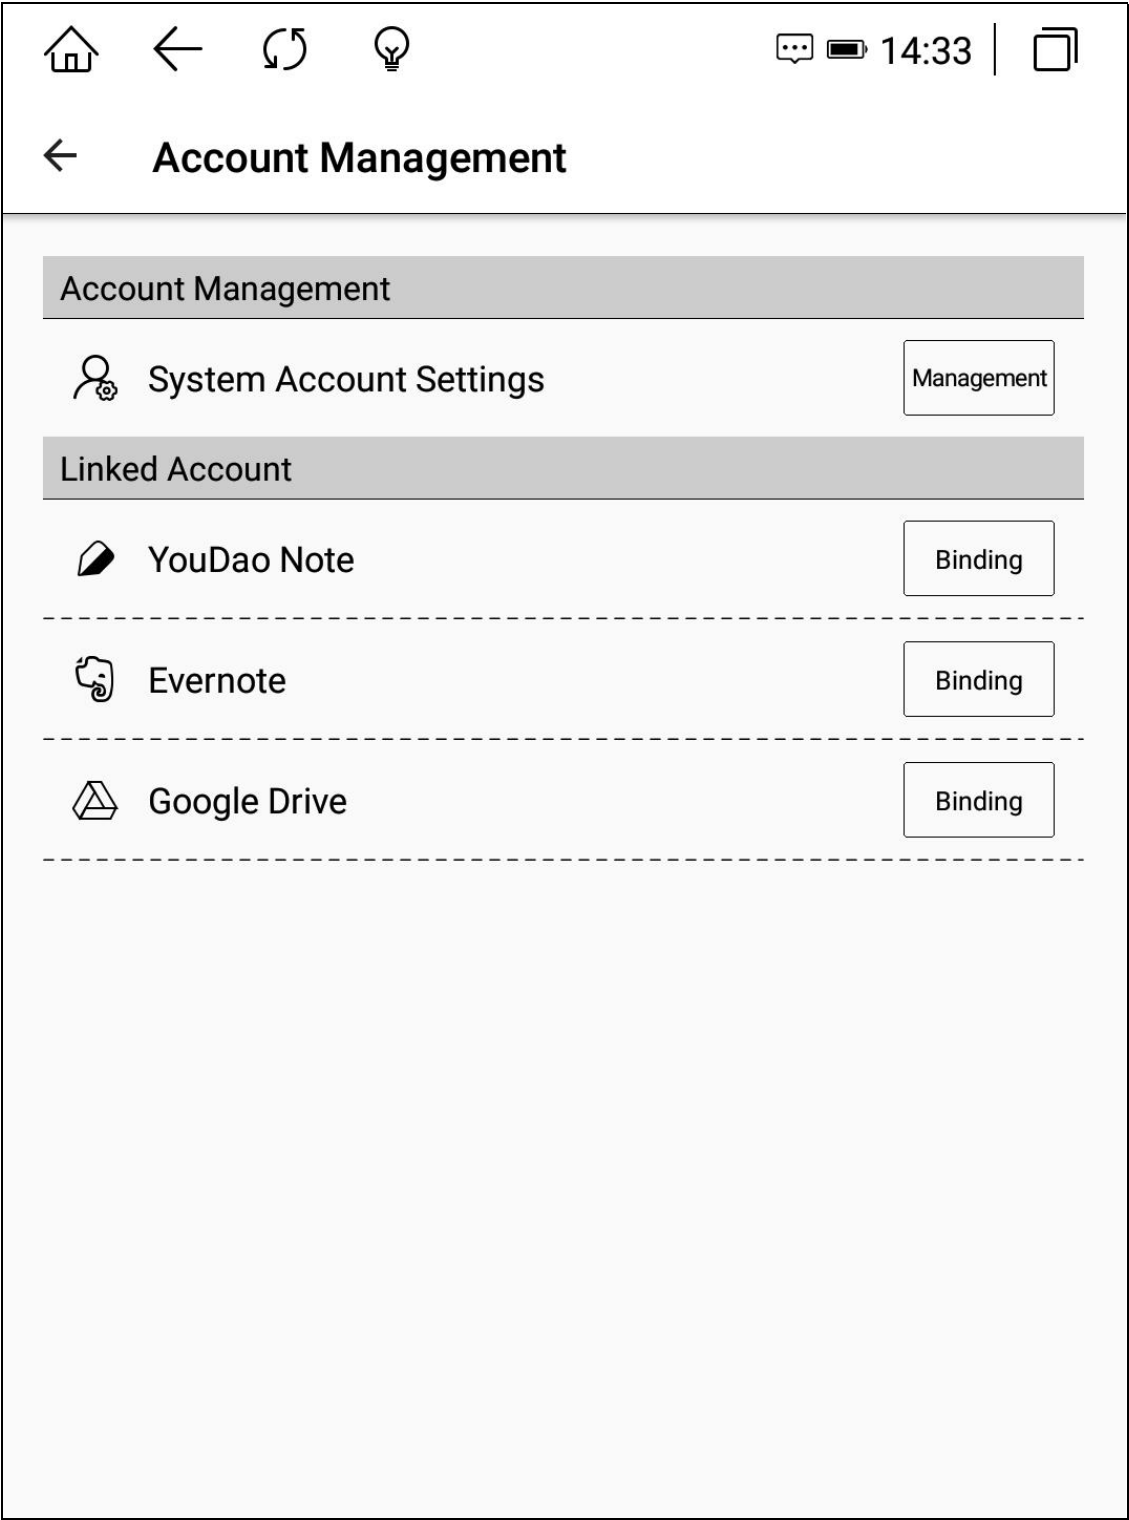 14:33
Account Management
Account Management
System Account Settings Management
Linked Account
YouDao Note Binding
Evernote Binding
Google Drive Binding